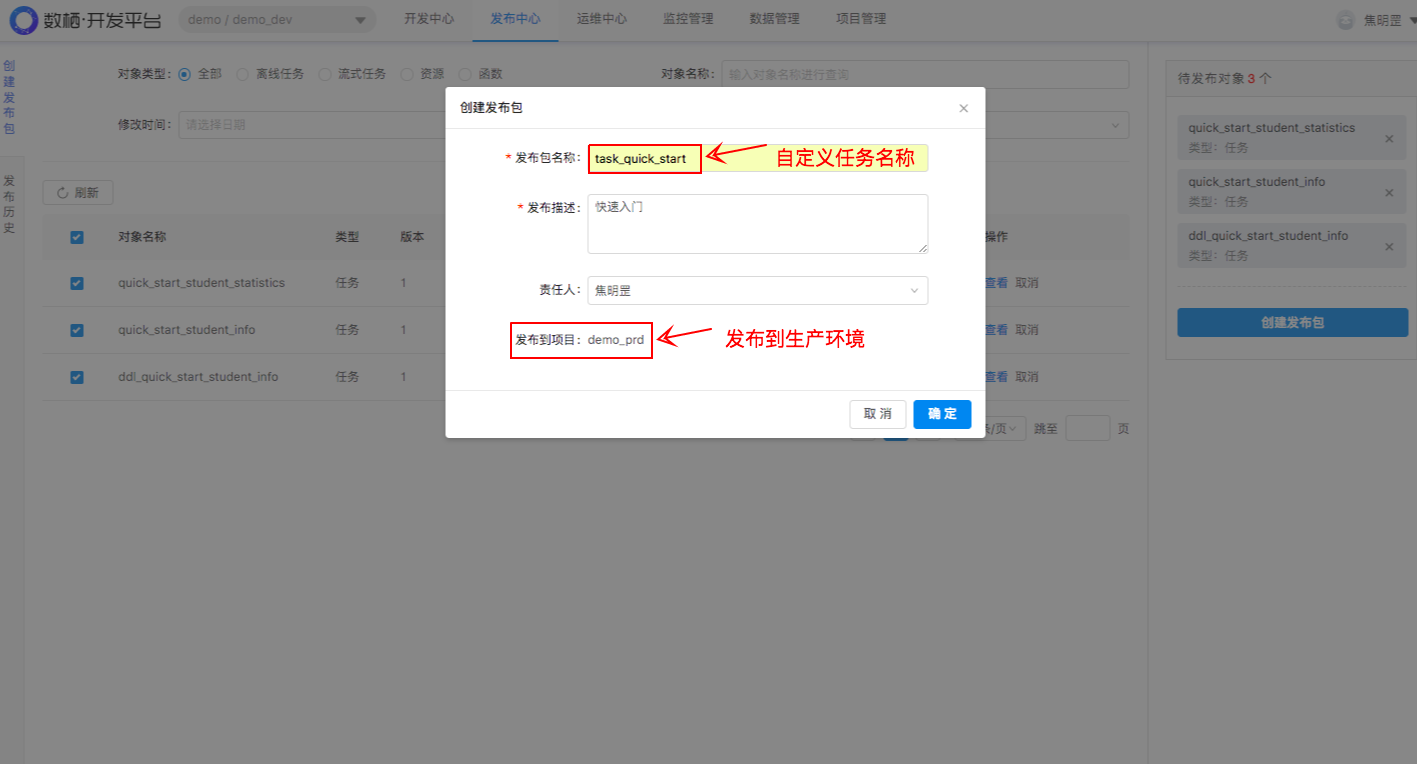 数栖·开发平台
demo / demo_dev
开发中心
发布中心
运维中心
监控管理
数据管理
项目管理
焦明罡
创建发布包
发布历史
对象类型：
全部
离线任务
流式任务
资源
函数
对象名称：
输入对象名称进行查询
修改时间：
请选择日期
刷新
对象名称
类型
版本
操作
quick_start_student_statistics
任务
1
查看
取消
quick_start_student_info
任务
1
查看
取消
ddl_quick_start_student_info
任务
1
查看
取消
条/页
跳至
页
创建发布包
* 发布包名称：
task_quick_start
自定义任务名称
* 发布描述：
快速入门
责任人：
焦明罡
发布到项目：demo_prd
发布到生产环境
取 消
确 定
待发布对象 3 个
quick_start_student_statistics
类型：任务
quick_start_student_info
类型：任务
ddl_quick_start_student_info
类型：任务
创建发布包